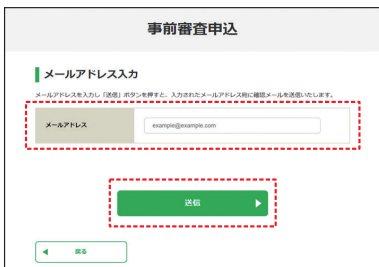 事前審査申込
メールアドレス入力
メールアドレスを入力し「送信」ボタンを押すと、入力されたメールアドレス宛に確認メールを送信いたします。
メールアドレス
example@example.com
送信
戻る